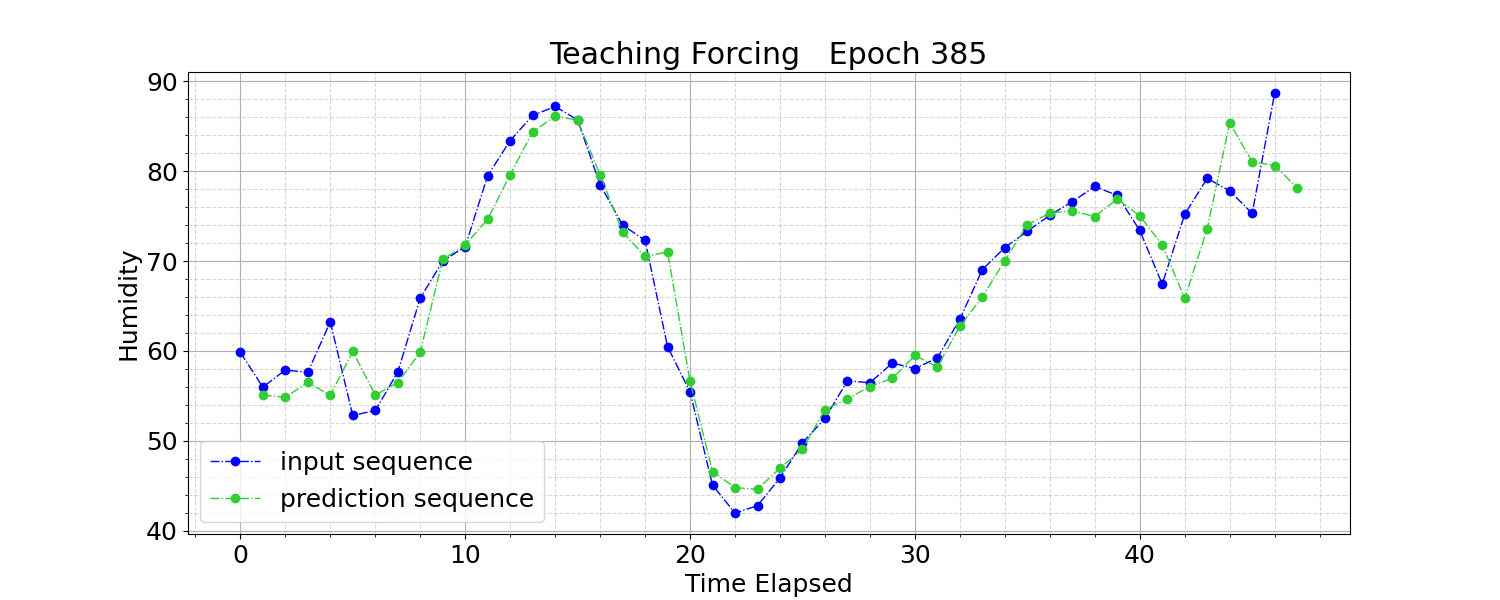 Teaching Forcing   Epoch 385
90
80
70
60
50
40
Humidity
input sequence
prediction sequence
0 10 20 30 40
Time Elapsed